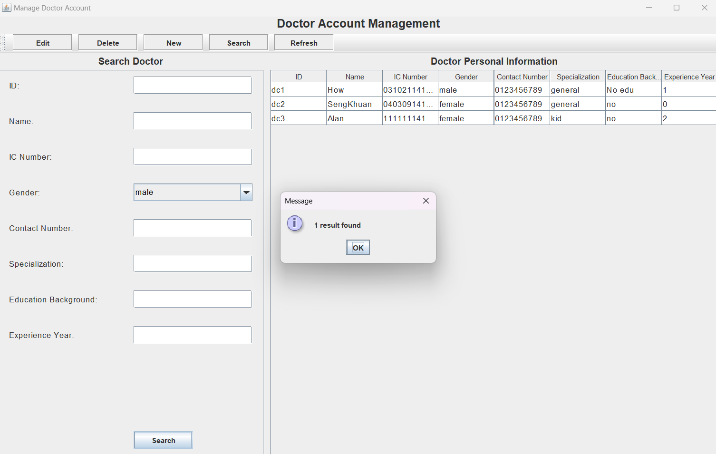 Manage Doctor Account
Doctor Account Management
Edit Delete New Search Refresh
Search Doctor
ID:
Name:
IC Number:
Gender: male
Contact Number:
Specialization:
Education Background:
Experience Year:
Search
Doctor Personal Information
ID Name IC Number Gender Contact Number Specialization Education Back... Experience Year
dc1 How 031021141... male 0123456789 general No edu 1
dc2 SengKhuan 040309141... female 0123456789 general no 0
dc3 Alan 111111141 female 0123456789 kid no 2
Message
1 result found
OK